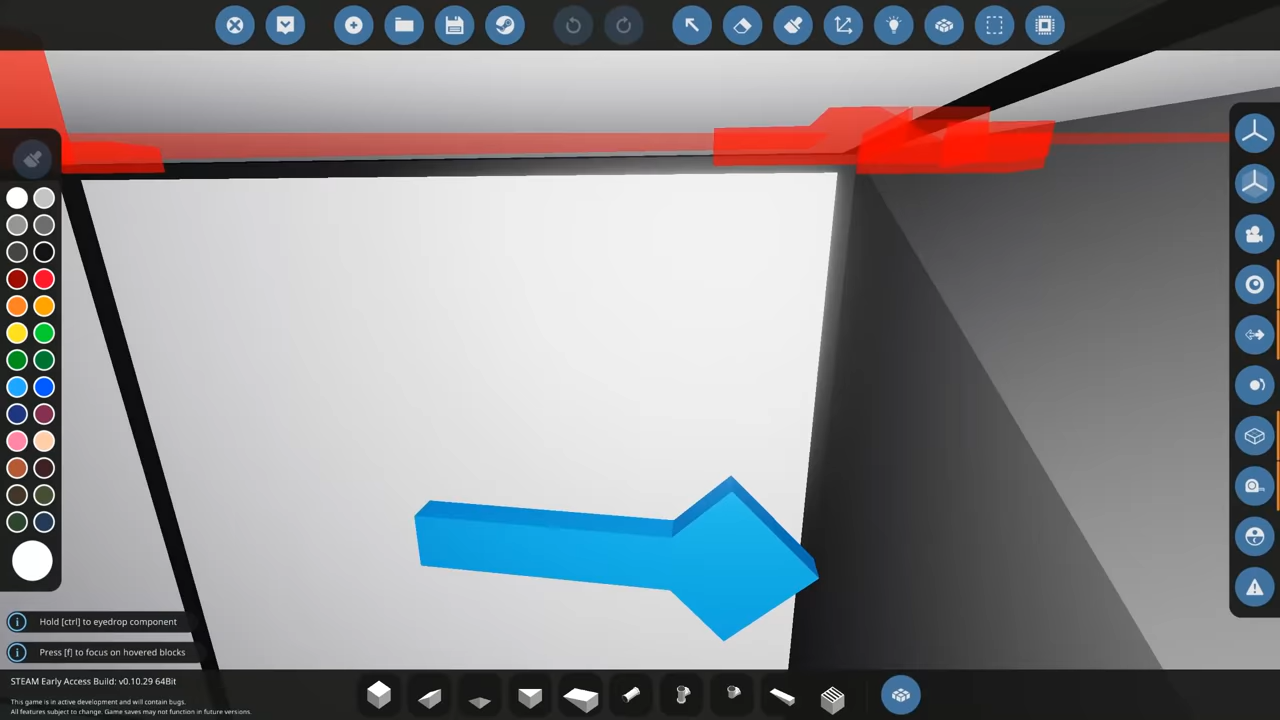 Hold [ctrl] to eyedrop component
Press [f] to focus on hovered blocks
STEAM Early Access Build: v0.10.29 64Bit
This game is in active development and will contain bugs.
All features subject to change. Game saves may not function in future versions.